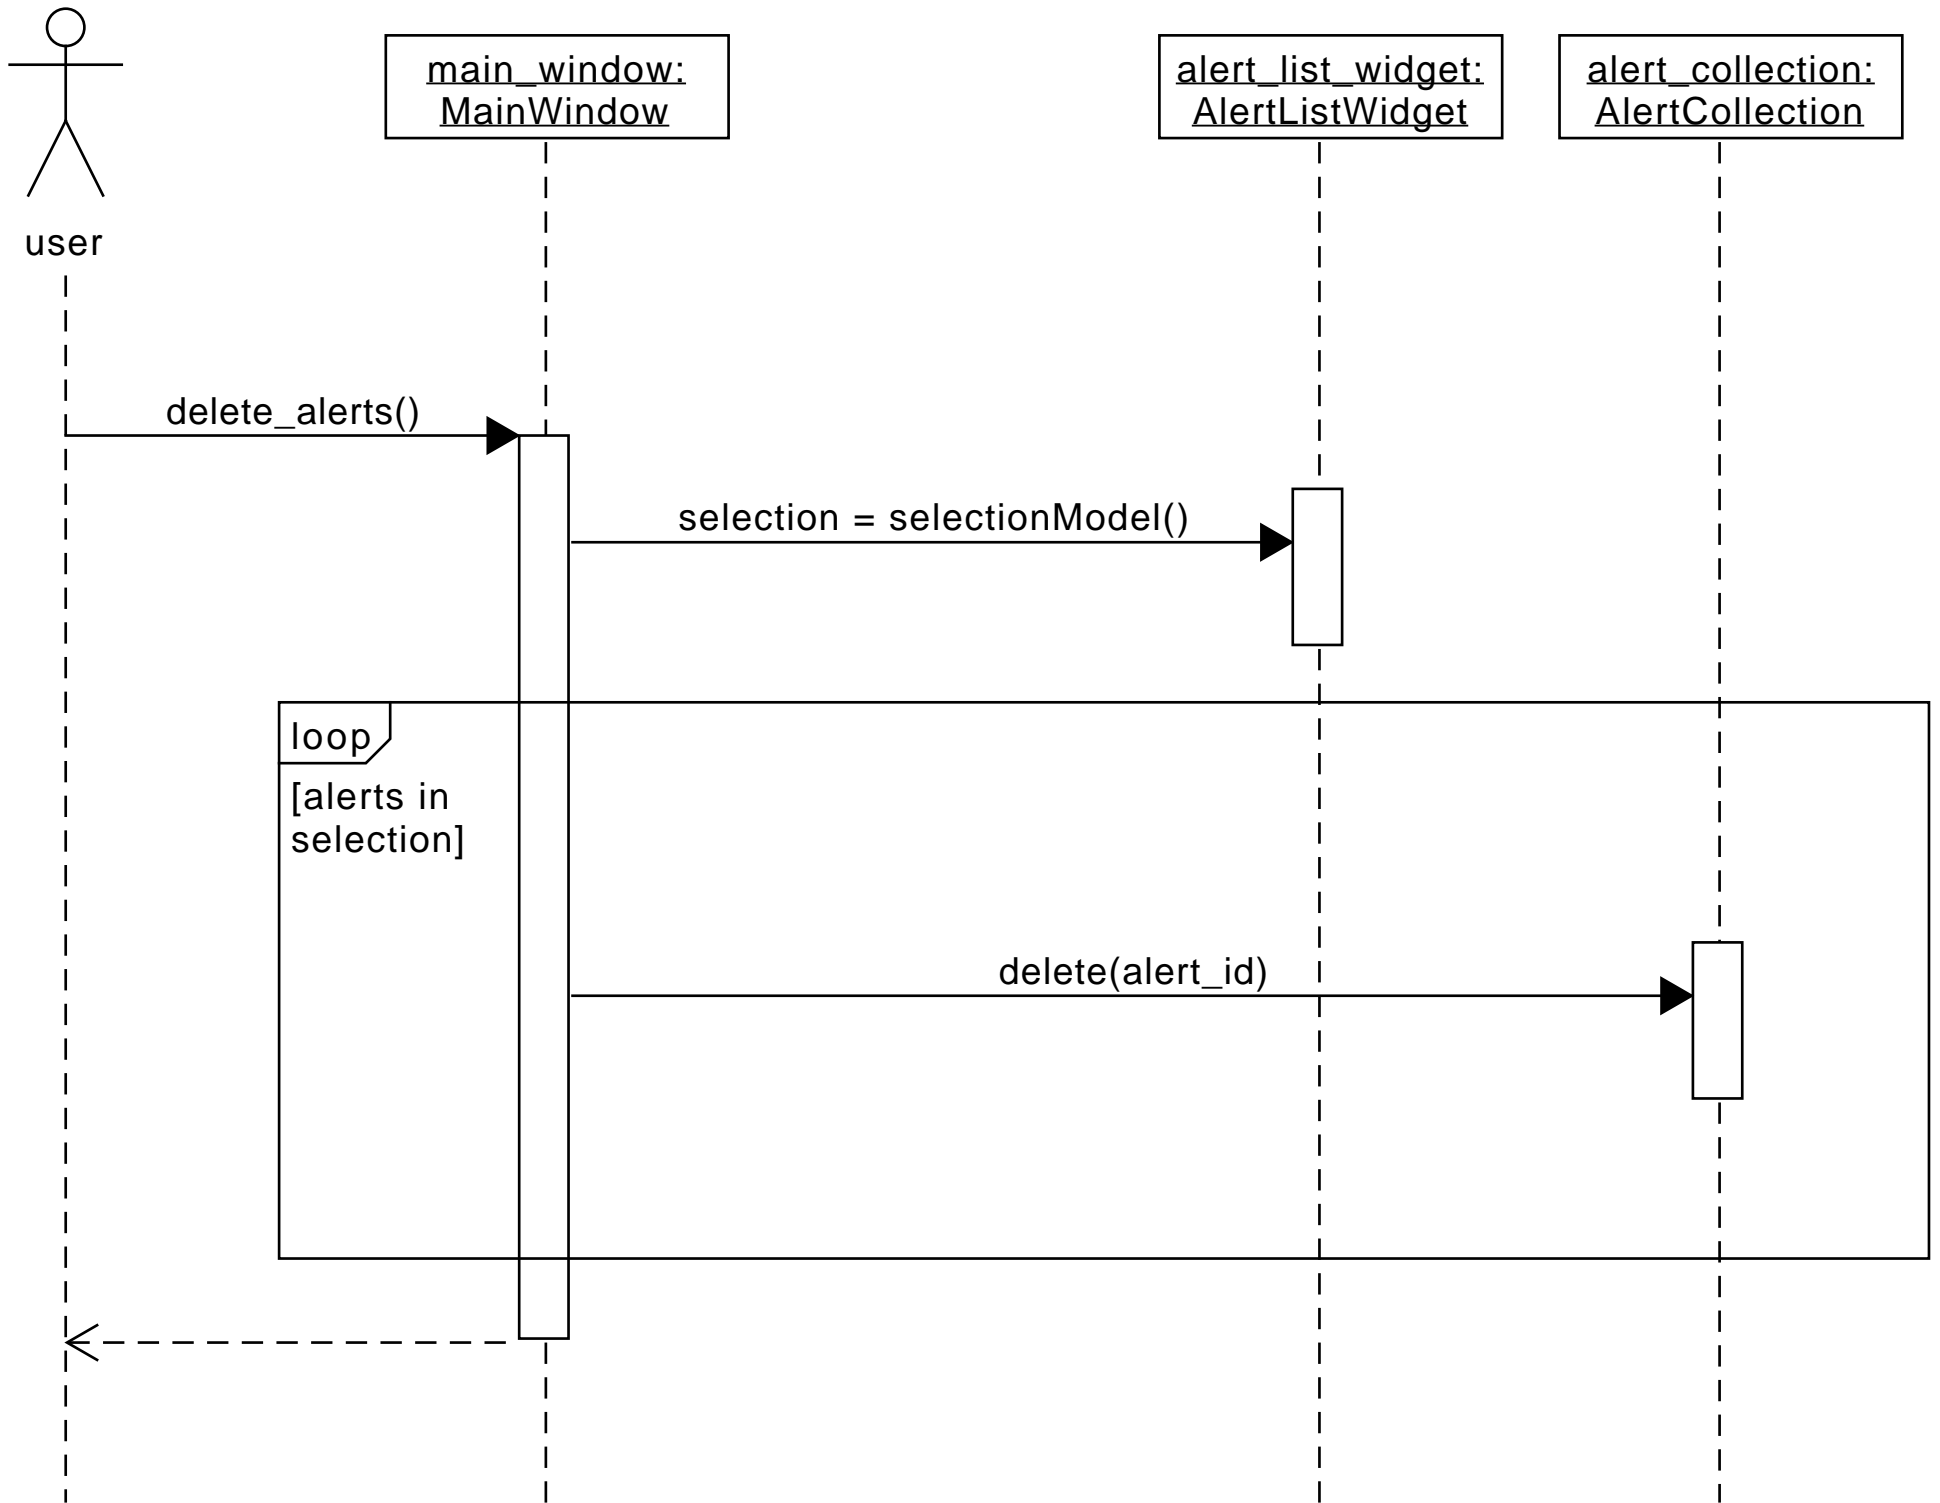 main_window:
MainWindow
alert_list_widget:
AlertListWidget
alert_collection:
AlertCollection
user
delete_alerts()
selection = selectionModel()
loop
[alerts in
selection]
delete(alert_id)